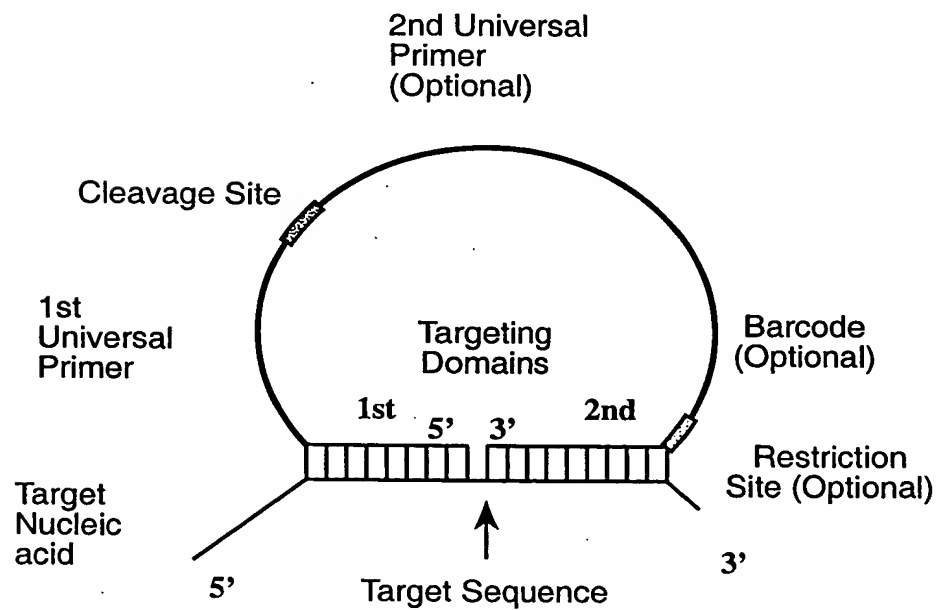 2nd Universal
Primer
(Optional)
Cleavage Site
1st
Universal
Primer
Targeting
Domains
Barcode
(Optional)
1st
5’
3’
2nd
Restriction
Site (Optional)
Target
Nucleic
acid
5’
3’
Target Sequence